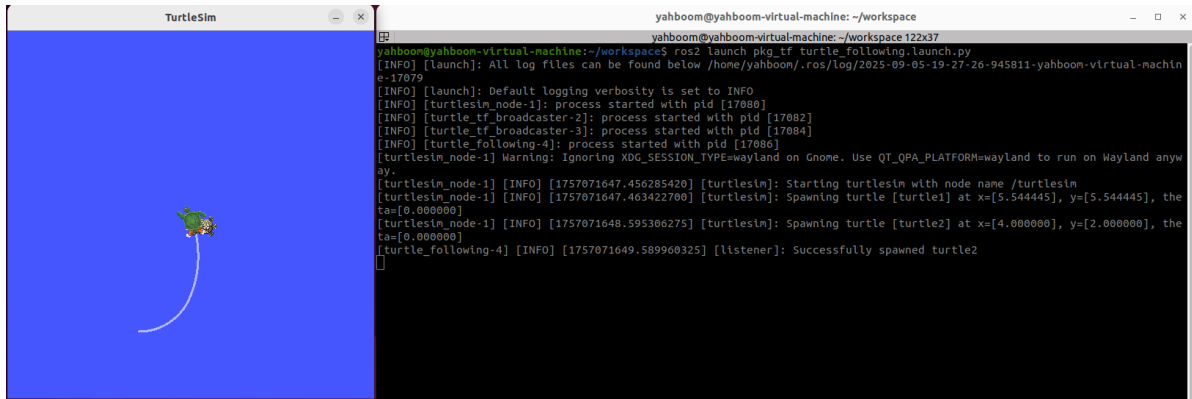 TurtleSim
yahboom@yahboom-virtual-machine: ~/workspace
yahboom@yahboom-virtual-machine: ~/workspace 122x37
yahboom@yahboom-virtual-machine:~/workspace$ ros2 launch pkg_tf turtle_following.launch.py
[INFO] [launch]: All log files can be found below /home/yahboom/.ros/log/2025-09-05-19-27-26-945811-yahboom-virtual-machin
e-17079
[INFO] [launch]: Default logging verbosity is set to INFO
[INFO] [turtlesim_node-1]: process started with pid [17080]
[INFO] [turtle_tf_broadcaster-2]: process started with pid [17082]
[INFO] [turtle_tf_broadcaster-3]: process started with pid [17084]
[INFO] [turtle_following-4]: process started with pid [17086]
[turtlesim_node-1] Warning: Ignoring XDG_SESSION_TYPE=wayland on Gnome. Use QT_QPA_PLATFORM=wayland to run on Wayland anyw
ay.
[turtlesim_node-1] [INFO] [1757071647.456285420] [turtlesim]: Starting turtlesim with node name /turtlesim
[turtlesim_node-1] [INFO] [1757071647.463422700] [turtlesim]: Spawning turtle [turtle1] at x=[5.544445], y=[5.544445], the
ta=[0.000000]
[turtlesim_node-1] [INFO] [1757071648.595306275] [turtlesim]: Spawning turtle [turtle2] at x=[4.000000], y=[2.000000], the
ta=[0.000000]
[turtle_following-4] [INFO] [1757071649.589960325] [listener]: Successfully spawned turtle2